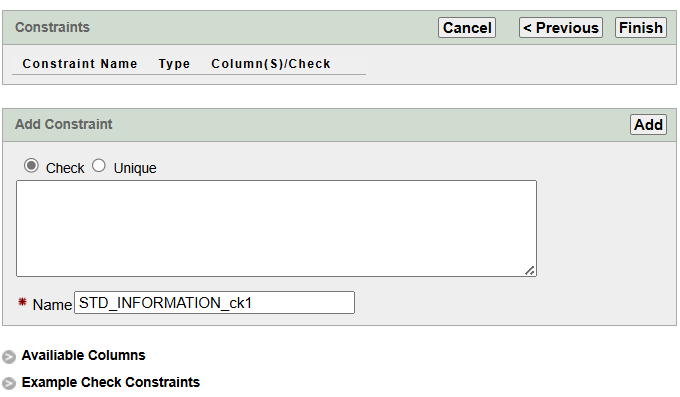 Constraints Cancel < Previous Finish
Constraint Name Type Column(S)/Check
Add Constraint Add
Check Unique
* Name STD_INFORMATION_ck1
Availiable Columns
Example Check Constraints